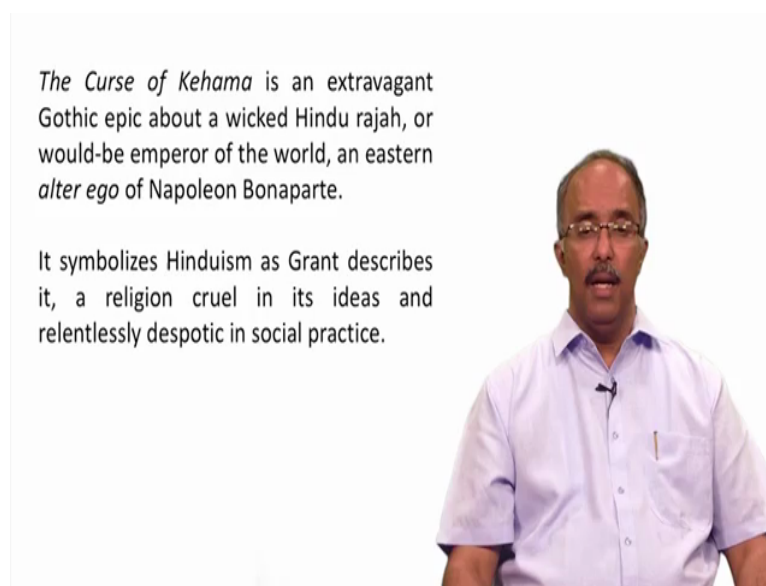 The Curse of Kehama is an extravagant
Gothic epic about a wicked Hindu rajah, or
would-be emperor of the world, an eastern
alter ego of Napoleon Bonaparte.
It symbolizes Hinduism as Grant describes
it, a religion cruel in its ideas and
relentlessly despotic in social practice.